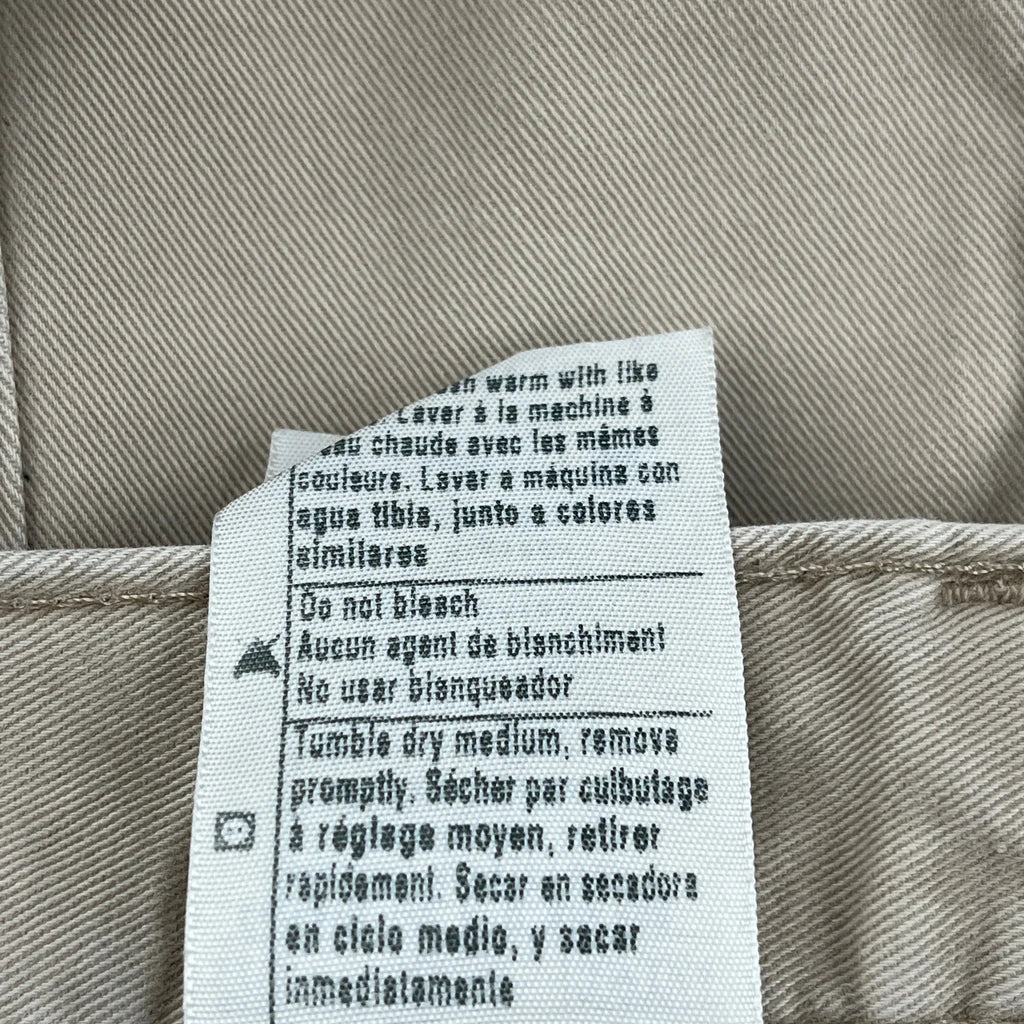 warm with like
Laver à la machine à
eau chaude avec les mêmes
couleurs. Lavar a máquina con
agua tibia, junto a colores
similares
Do not bleach
Aucun agent de blanchiment
No usar blanqueador
Tumble dry medium, remove
promptly. Sécher par culbutage
à réglage moyen, retirer
rapidement. Secar en secadora
en ciclo medio, y sacar
immediatamente